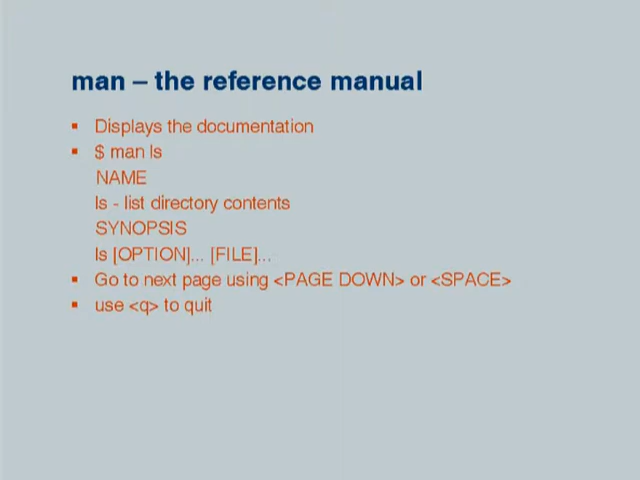 man – the reference manual
▪ Displays the documentation
▪ $ man ls
NAME
ls - list directory contents
SYNOPSIS
ls [OPTION]... [FILE]...
▪ Go to next page using <PAGE DOWN> or <SPACE>
▪ use <q> to quit